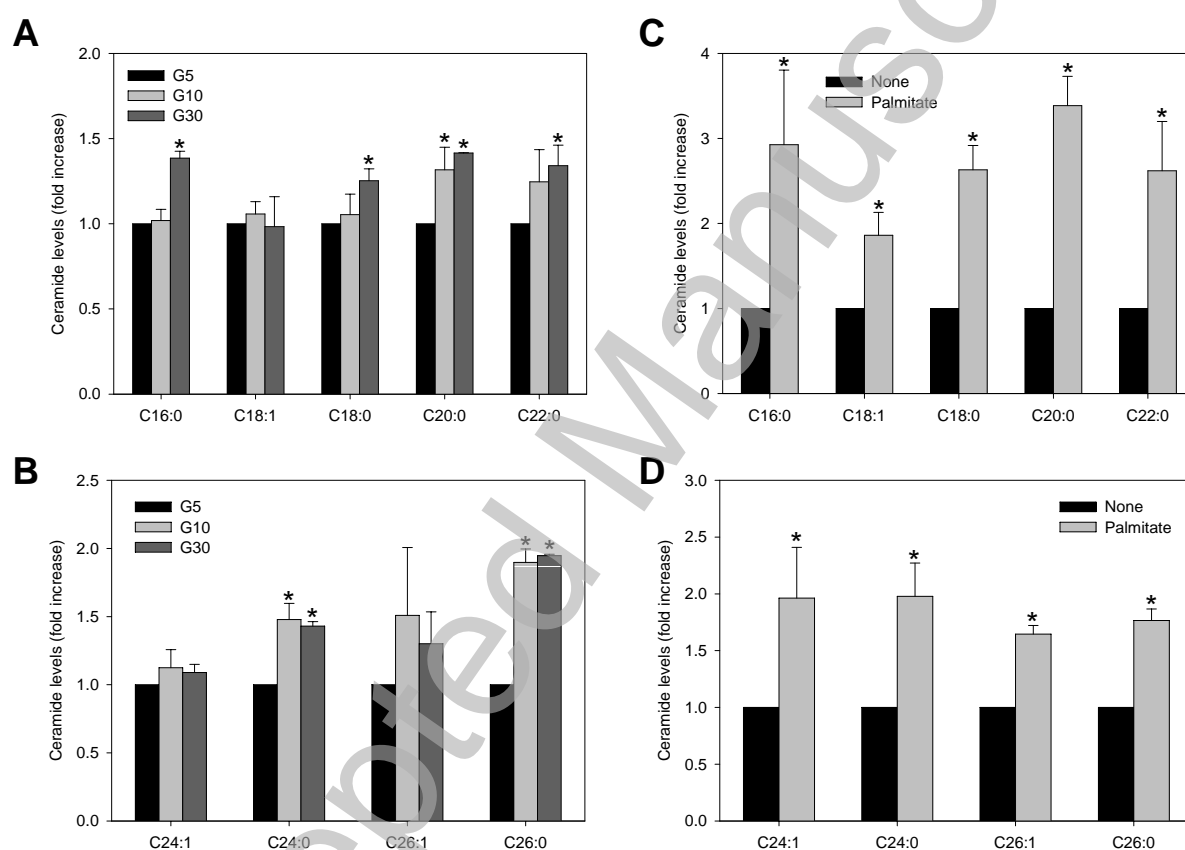 A
Ceramide levels (fold increase)
2.0
1.5
1.0
0.5
0.0
G5
G10
G30
* * * * *
C16:0 C18:1 C18:0 C20:0 C22:0
C
Ceramide levels (fold increase)
4
3
2
1
0
None
Palmitate
* * * * *
C16:0 C18:1 C18:0 C20:0 C22:0
B
Ceramide levels (fold increase)
2.5
2.0
1.5
1.0
0.5
0.0
G5
G10
G30
* * * *
C24:1 C24:0 C26:1 C26:0
D
Ceramide levels (fold increase)
3.0
2.5
2.0
1.5
1.0
0.5
0.0
None
Palmitate
* * * *
C24:1 C24:0 C26:1 C26:0
pted Manusc